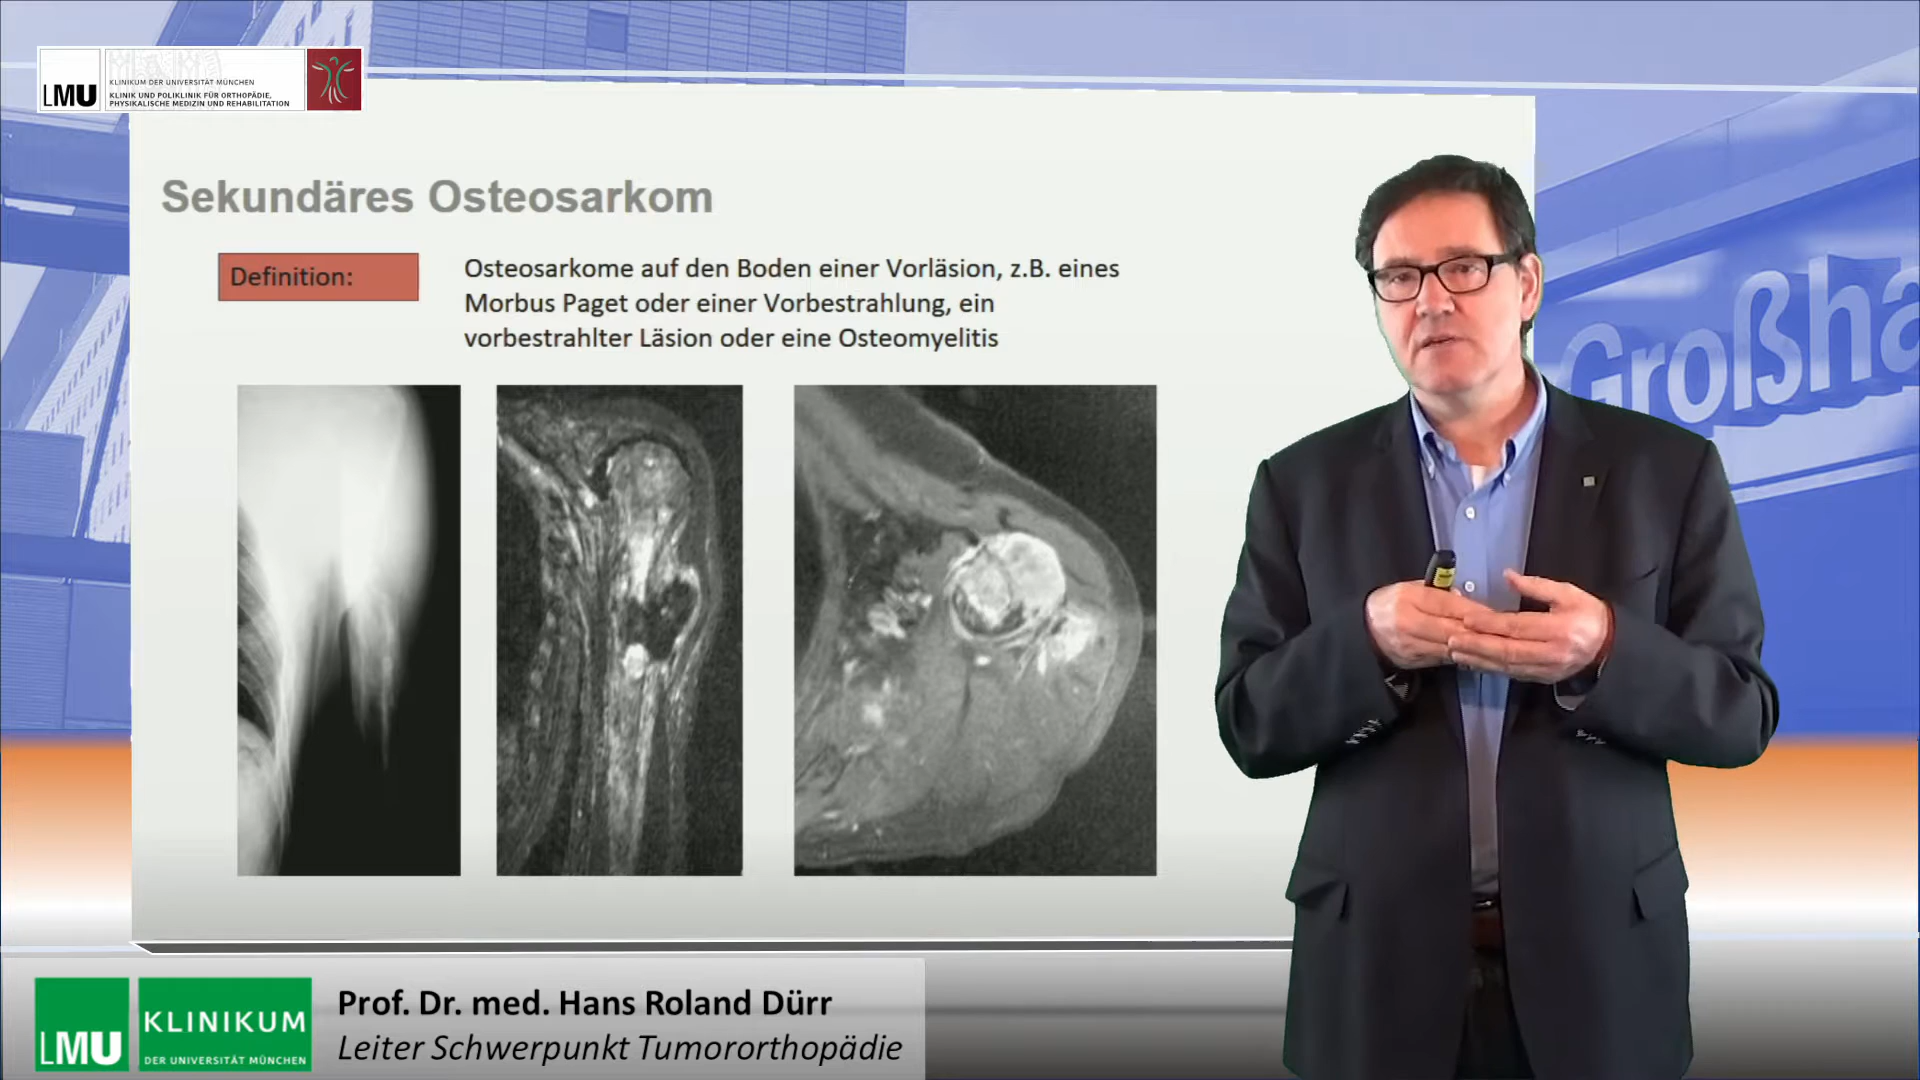 LMU
KLINIKUM DER UNIVERSITÄT MÜNCHEN
KLINIK UND POLIKLINIK FÜR ORTHOPÄDIE,
PHYSIKALISCHE MEDIZIN UND REHABILITATION
Großha
Sekundäres Osteosarkom
Definition:
Osteosarkome auf den Boden einer Vorläsion, z.B. eines
Morbus Paget oder einer Vorbestrahlung, ein
vorbestrahlter Läsion oder eine Osteomyelitis
LMU
KLINIKUM
DER UNIVERSITÄT MÜNCHEN
Prof. Dr. med. Hans Roland Dürr
Leiter Schwerpunkt Tumororthopädie